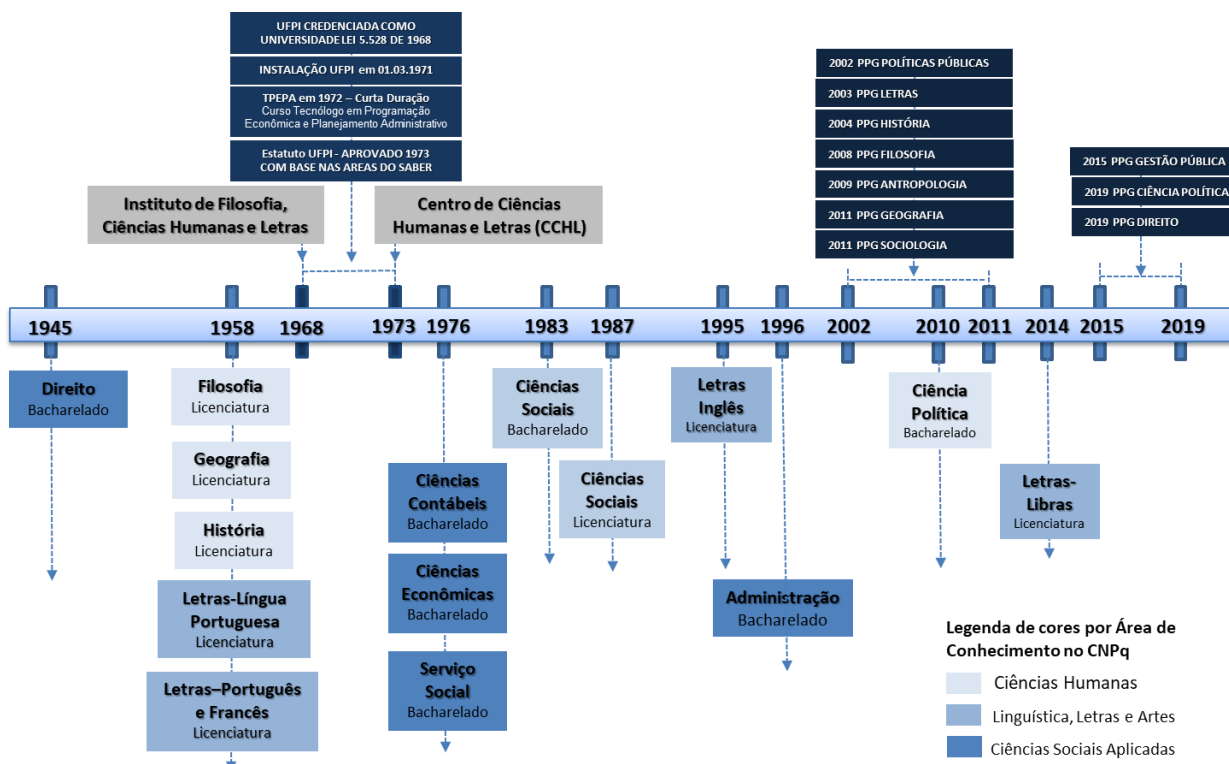 UFPI CREDENCIADA COMO
UNIVERSIDADE LEI 5.528 DE 1968
INSTALAÇÃO UFPI em 01.03.1971
TPEPA em 1972 – Curta Duração
Curso Tecnólogo em Programação
Econômica e Planejamento Administrativo
Estatuto UFPI - APROVADO 1973
COM BASE NAS AREAS DO SABER
2002 PPG POLÍTICAS PÚBLICAS
2003 PPG LETRAS
2004 PPG HISTÓRIA
2008 PPG FILOSOFIA
2009 PPG ANTROPOLOGIA
2011 PPG GEOGRAFIA
2011 PPG SOCIOLOGIA
2015 PPG GESTÃO PÚBLICA
2019 PPG CIÊNCIA POLÍTICA
2019 PPG DIREITO
Instituto de Filosofia,
Ciências Humanas e Letras
Centro de Ciências
Humanas e Letras (CCHL)
1945 1958 1968 1973 1976 1983 1987 1995 1996 2002 2010 2011 2014 2015 2019
Direito
Bacharelado
Filosofia
Licenciatura
Geografia
Licenciatura
História
Licenciatura
Letras-Língua
Portuguesa
Licenciatura
Letras–Português
e Francês
Licenciatura
Ciências
Contábeis
Bacharelado
Ciências
Econômicas
Bacharelado
Serviço
Social
Bacharelado
Ciências
Sociais
Bacharelado
Ciências
Sociais
Licenciatura
Letras
Inglês
Licenciatura
Administração
Bacharelado
Ciência
Política
Bacharelado
Letras-
Libras
Licenciatura
Legenda de cores por Área de
Conhecimento no CNPq
Ciências Humanas
Linguística, Letras e Artes
Ciências Sociais Aplicadas